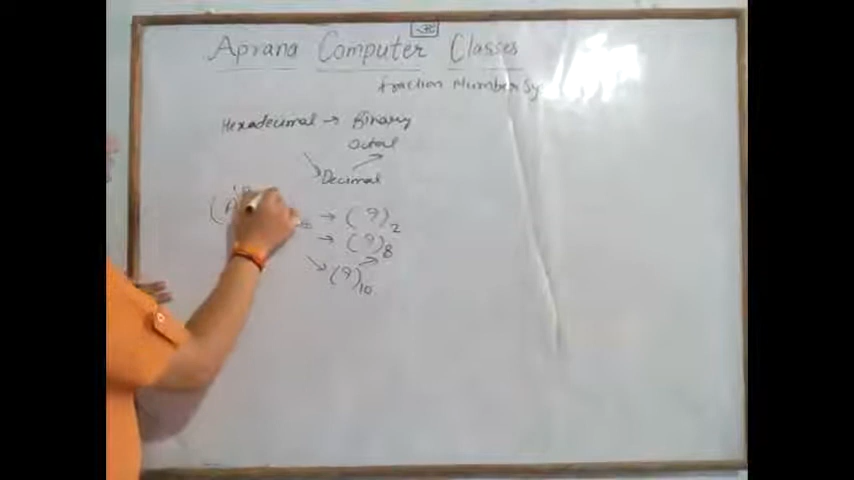 Aprana Computer Classes
fraction Number Sy
Hexadecimal → Binary
Octal
Decimal
→ (?)2
→ (?)8
(?)10